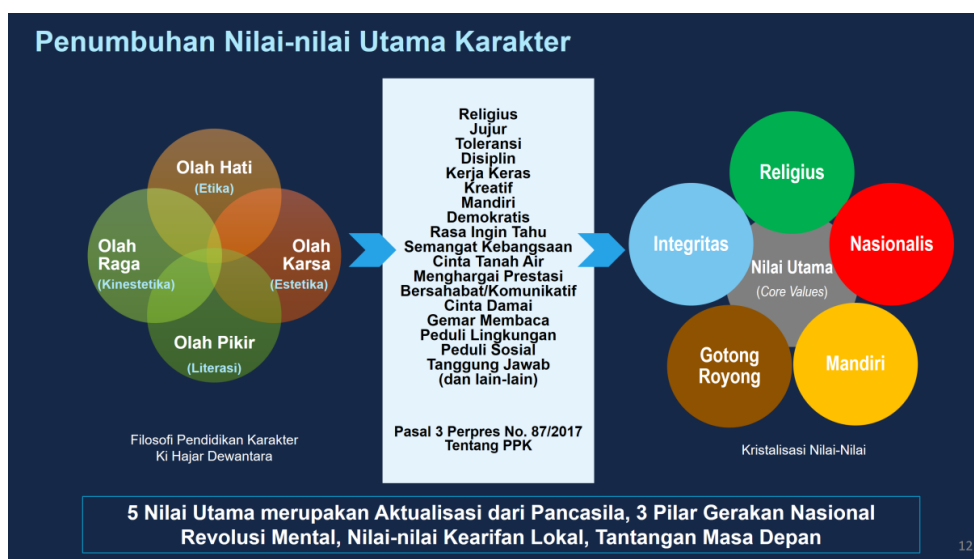 Penumbuhan Nilai-nilai Utama Karakter
Olah Hati
(Etika)
Olah
Raga
(Kinestetika)
Olah
Karsa
(Estetika)
Olah Pikir
(Literasi)
Filosofi Pendidikan Karakter
Ki Hajar Dewantara
Religius
Jujur
Toleransi
Disiplin
Kerja Keras
Kreatif
Mandiri
Demokratis
Rasa Ingin Tahu
Semangat Kebangsaan
Cinta Tanah Air
Menghargai Prestasi
Bersahabat/Komunikatif
Cinta Damai
Gemar Membaca
Peduli Lingkungan
Peduli Sosial
Tanggung Jawab
(dan lain-lain)
Pasal 3 Perpres No. 87/2017
Tentang PPK
Religius
Integritas
Nasionalis
Nilai Utama
(Core Values)
Gotong
Royong
Mandiri
Kristalisasi Nilai-Nilai
5 Nilai Utama merupakan Aktualisasi dari Pancasila, 3 Pilar Gerakan Nasional
Revolusi Mental, Nilai-nilai Kearifan Lokal, Tantangan Masa Depan
12